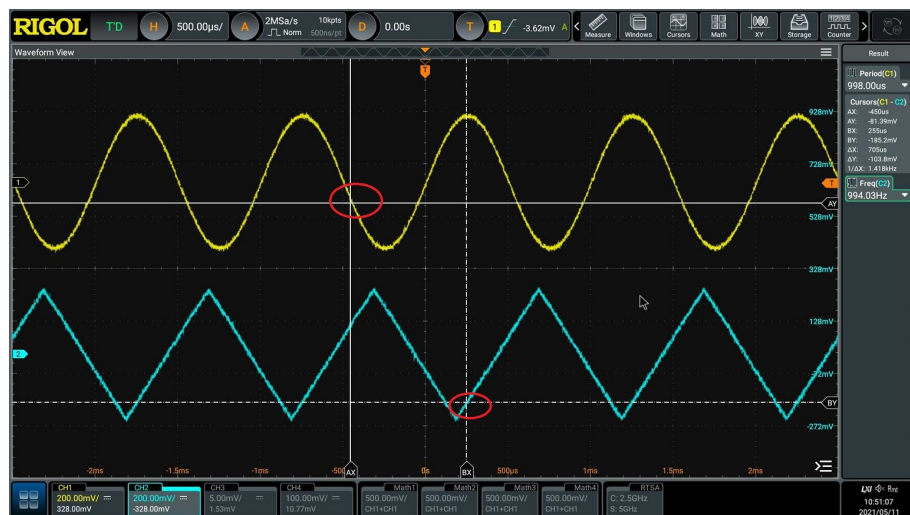 RIGOL T'D H 500.00μs/ A 2MSa/s 10kpts Norm 500ns/pt D 0.00s T 1 -3.62mV A < Measure Windows Cursors Math XY Storage Counter >
Waveform View
T
Result
Period(C1)
998.00us
Cursors(C1 - C2)
AX: -450us
AY: -81.39mV
BX: 255us
BY: -185.2mV
ΔX: 705us
ΔY: -103.8mV
1/ΔX: 1.418kHz
Freq(C2)
994.03Hz
928mV
728mV
1
T
AY
528mV
328mV
128mV
2
-72mV
BY
-272mV
-2ms -1.5ms -1ms -500 AX 0s BX 500us 1ms 1.5ms 2ms
CH1 CH2 CH3 CH4 Math1 Math2 Math3 Math4 RTSA
200.00mV/ 200.00mV/ 5.00mV/ 100.00mV/ 500.00mV/ 500.00mV/ 500.00mV/ 500.00mV/ C: 2.5GHz
328.00mV -328.00mV 1.53mV 10.77mV CH1+CH1 CH1+CH1 CH1+CH1 CH1+CH1 S: 5GHz
LXI Rmt
10:51:07
2021/05/11